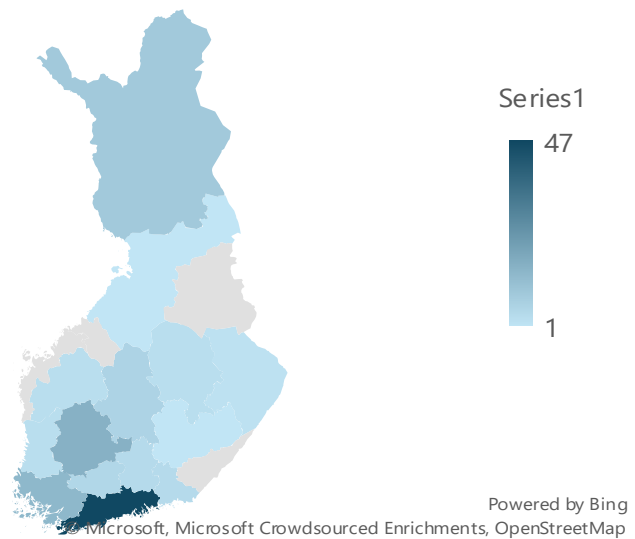 Series1
47
1
Powered by Bing
© Microsoft, Microsoft Crowdsourced Enrichments, OpenStreetMap